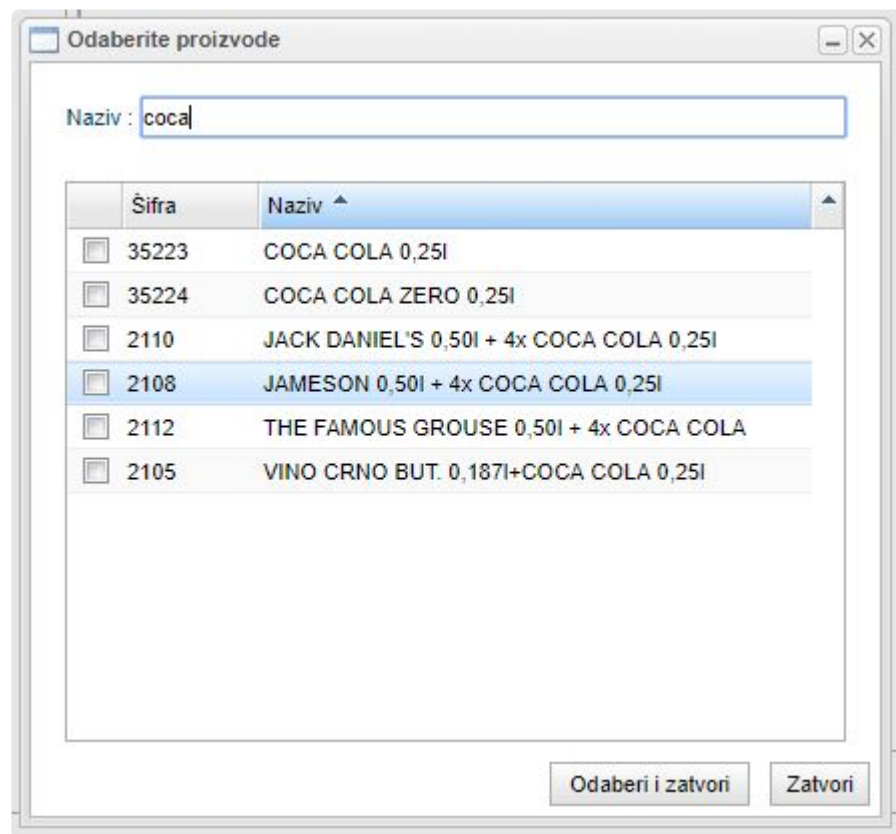 Odaberite proizvode
Naziv : coca
Šifra Naziv
35223 COCA COLA 0,25l
35224 COCA COLA ZERO 0,25l
2110 JACK DANIEL'S 0,50l + 4x COCA COLA 0,25l
2108 JAMESON 0,50l + 4x COCA COLA 0,25l
2112 THE FAMOUS GROUSE 0,50l + 4x COCA COLA
2105 VINO CRNO BUT. 0,187l+COCA COLA 0,25l
Odaberi i zatvori Zatvori